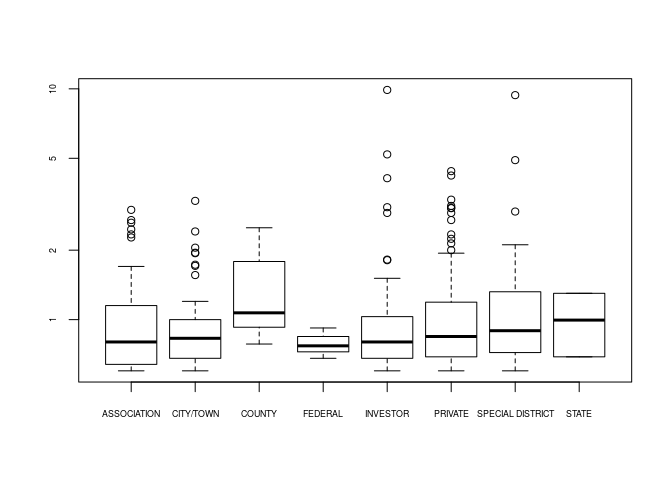 10
5
2
1
ASSOCIATION CITY/TOWN COUNTY FEDERAL INVESTOR PRIVATE SPECIAL DISTRICT STATE